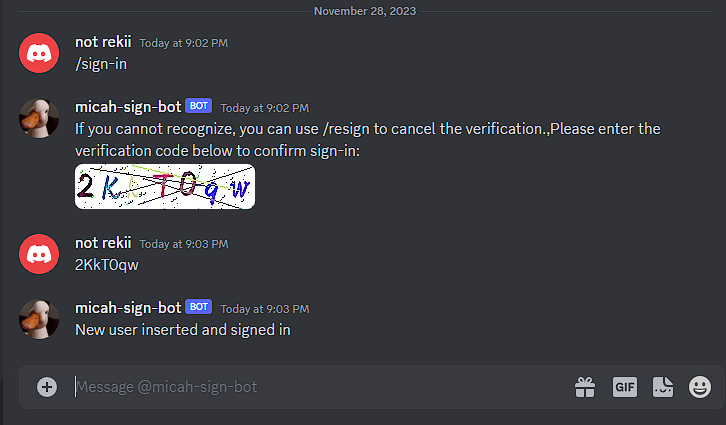 November 28, 2023
not rekii Today at 9:02 PM
/sign-in
micah-sign-bot BOT Today at 9:02 PM
If you cannot recognize, you can use /resign to cancel the verification.,Please enter the
verification code below to confirm sign-in:
not rekii Today at 9:03 PM
2KkT0qw
micah-sign-bot BOT Today at 9:03 PM
New user inserted and signed in
Message @micah-sign-bot
GIF